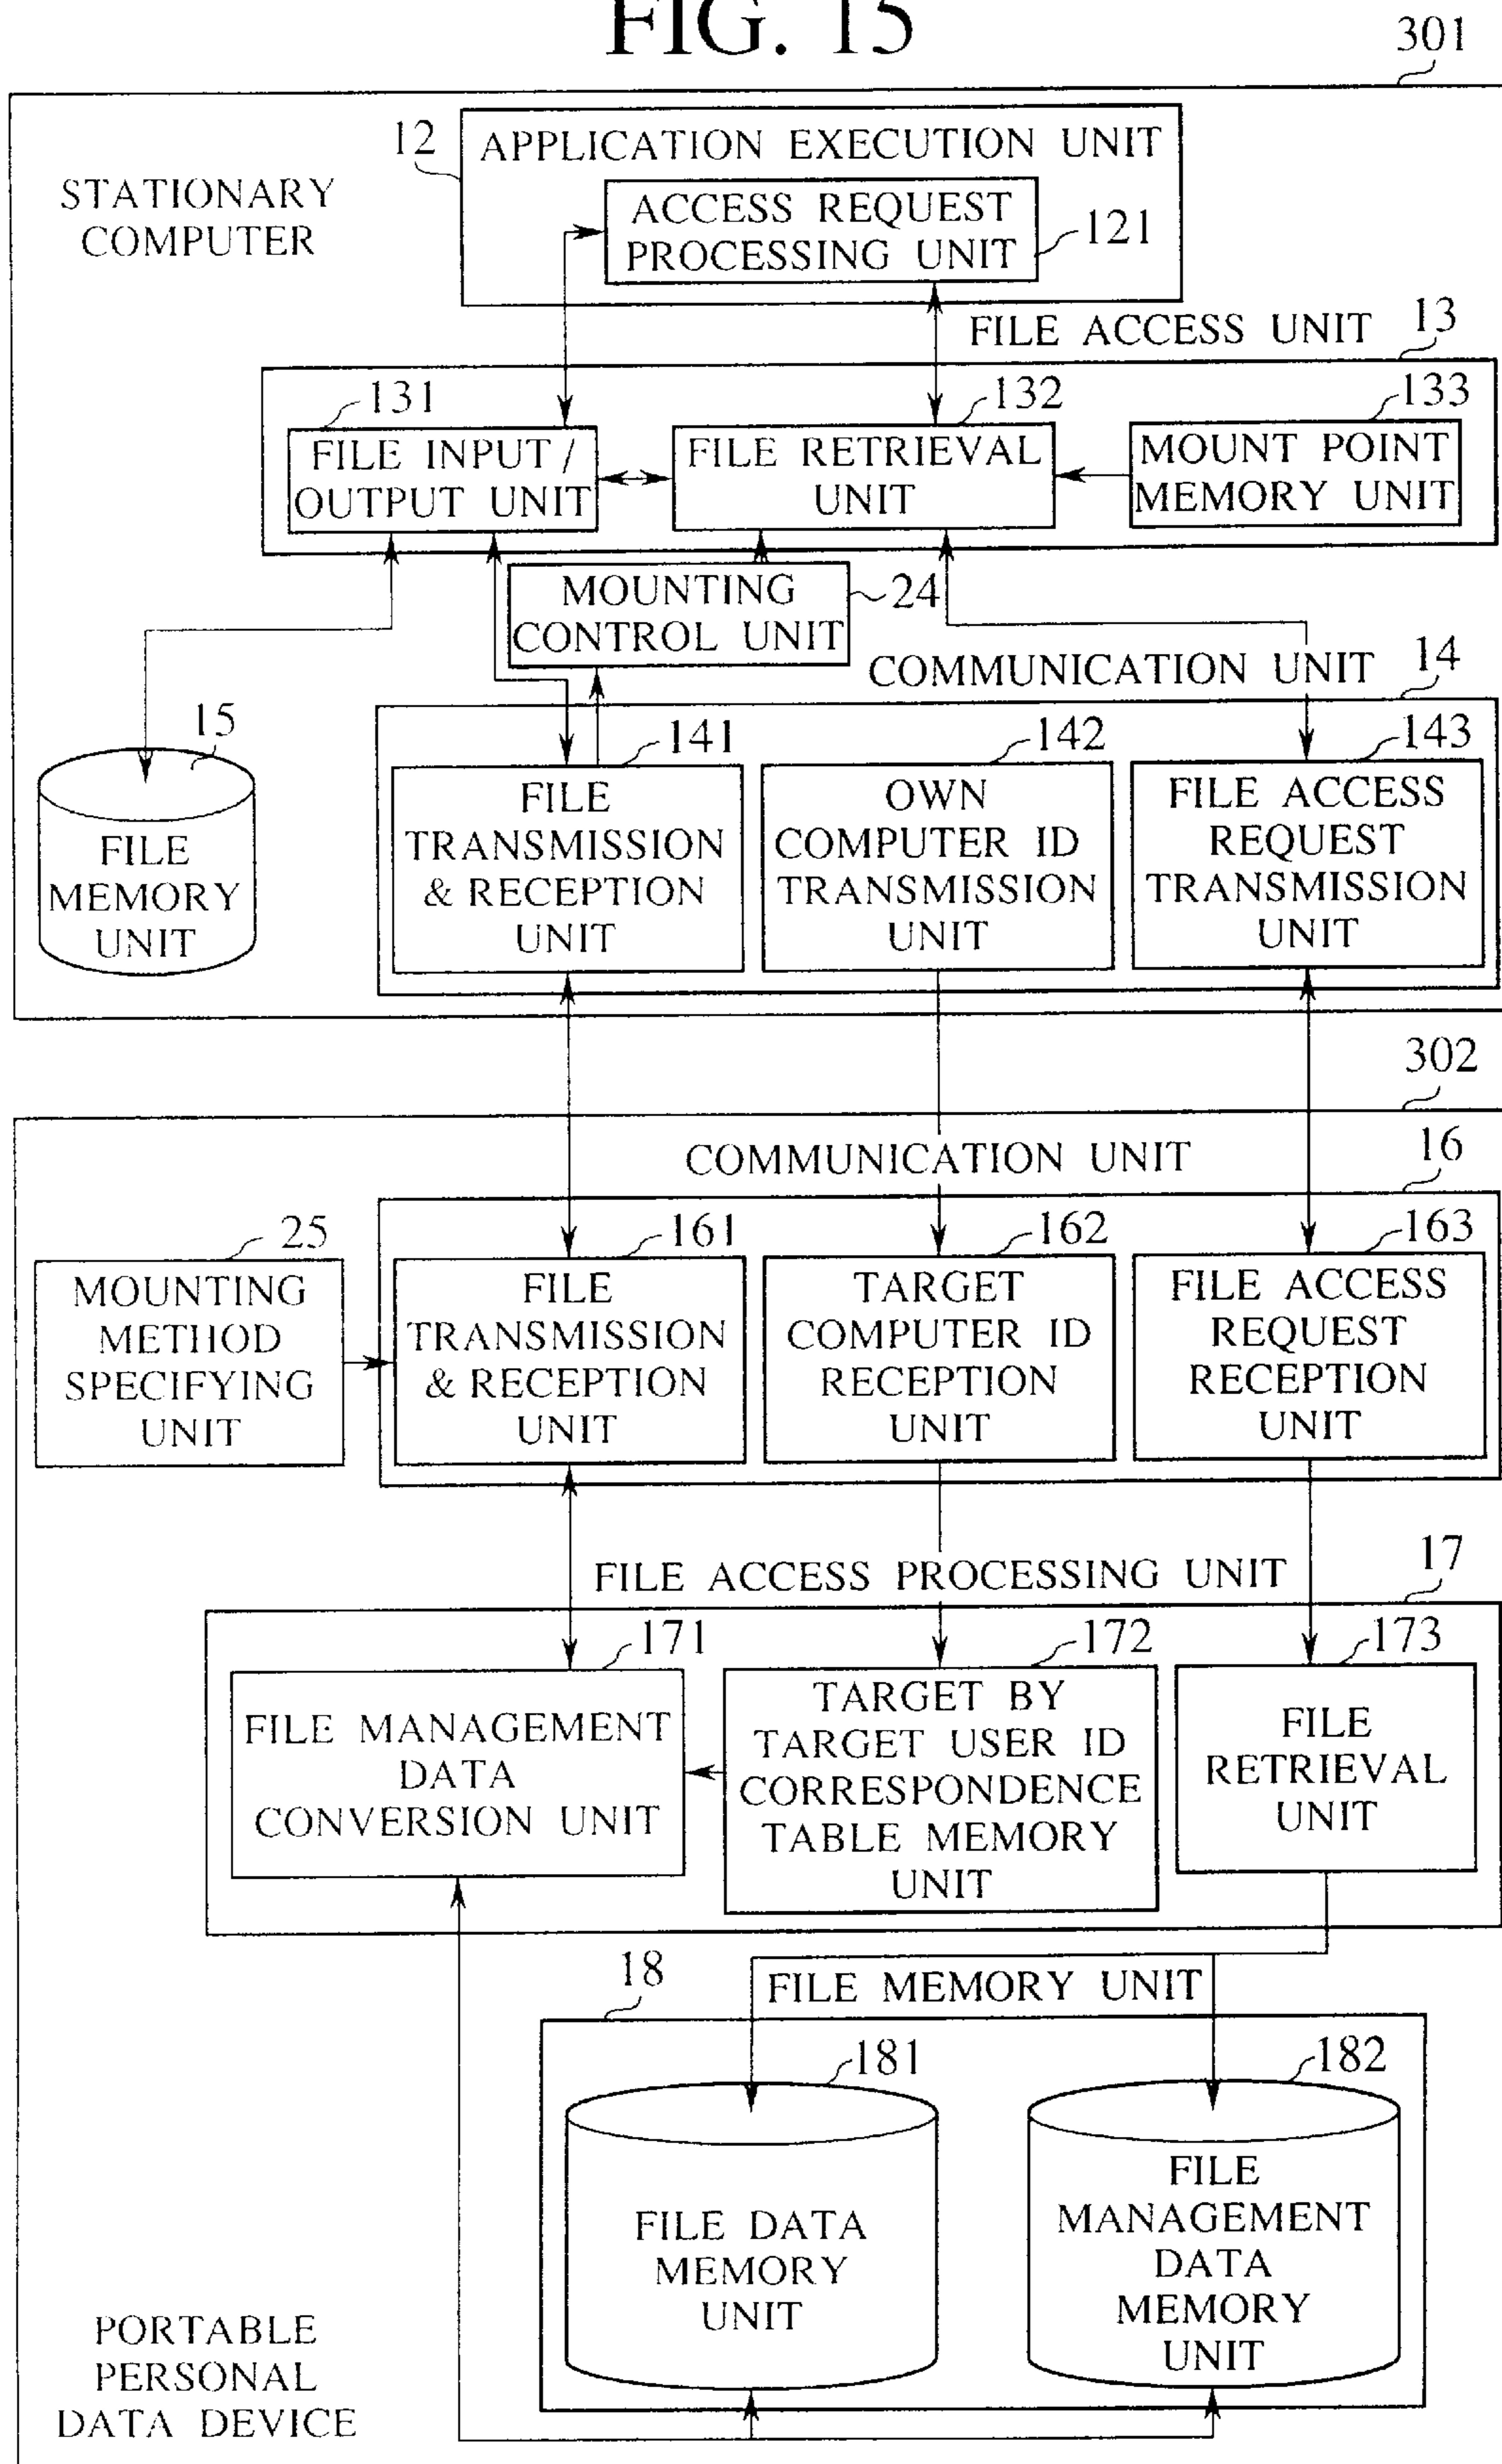 FIG. 15
301
12
APPLICATION EXECUTION UNIT
STATIONARY
COMPUTER
ACCESS REQUEST
PROCESSING UNIT
121
FILE ACCESS UNIT
13
131
132
133
FILE INPUT /
OUTPUT UNIT
FILE RETRIEVAL
UNIT
MOUNT POINT
MEMORY UNIT
MOUNTING
CONTROL UNIT
24
COMMUNICATION UNIT
14
15
141
142
143
FILE
MEMORY
UNIT
FILE
TRANSMISSION
& RECEPTION
UNIT
OWN
COMPUTER ID
TRANSMISSION
UNIT
FILE ACCESS
REQUEST
TRANSMISSION
UNIT
302
COMMUNICATION UNIT
16
25
161
162
163
MOUNTING
METHOD
SPECIFYING
UNIT
FILE
TRANSMISSION
& RECEPTION
UNIT
TARGET
COMPUTER ID
RECEPTION
UNIT
FILE ACCESS
REQUEST
RECEPTION
UNIT
FILE ACCESS PROCESSING UNIT
17
171
172
173
FILE MANAGEMENT
DATA
CONVERSION UNIT
TARGET BY
TARGET USER ID
CORRESPONDENCE
TABLE MEMORY
UNIT
FILE
RETRIEVAL
UNIT
18
FILE MEMORY UNIT
181
182
FILE DATA
MEMORY
UNIT
FILE
MANAGEMENT
DATA
MEMORY
UNIT
PORTABLE
PERSONAL
DATA DEVICE